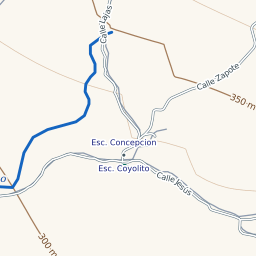 Calle Lajas
Calle Zapote
350 m
Esc. Concepcion
Esc. Coyolito
Calle Jesús
o
300 m